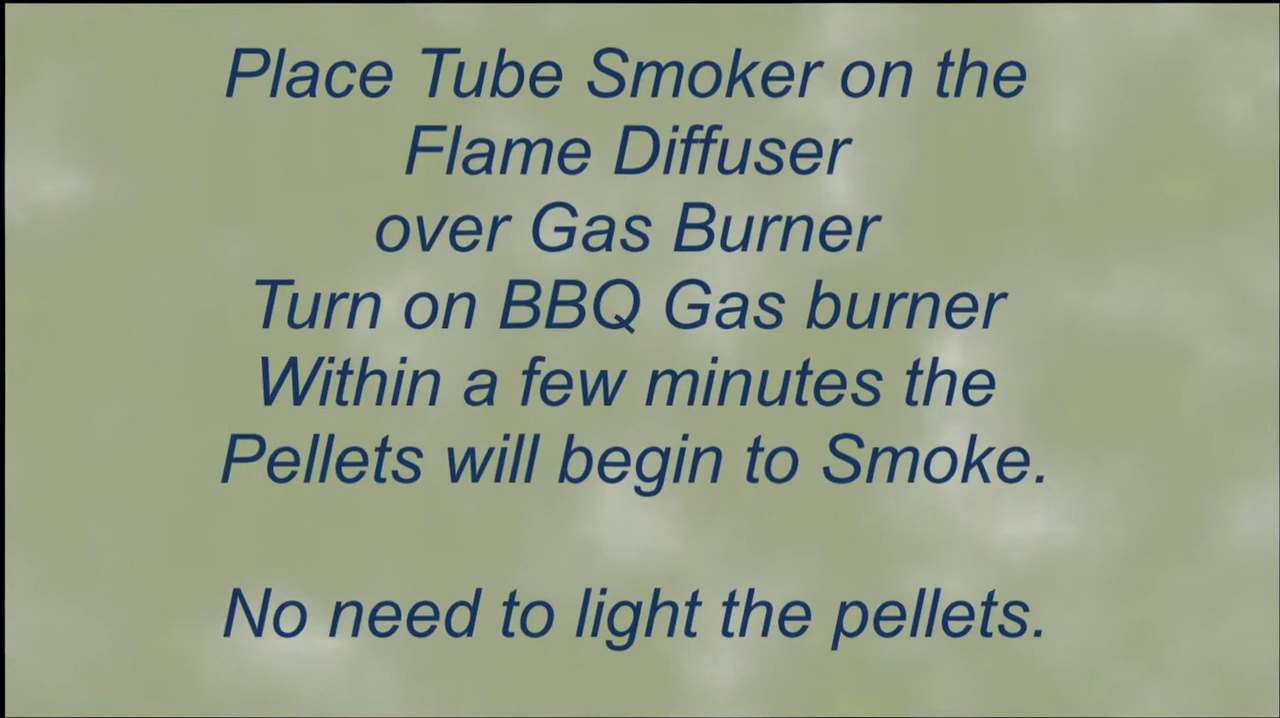 Place Tube Smoker on the
Flame Diffuser
over Gas Burner
Turn on BBQ Gas burner
Within a few minutes the
Pellets will begin to Smoke.
No need to light the pellets.